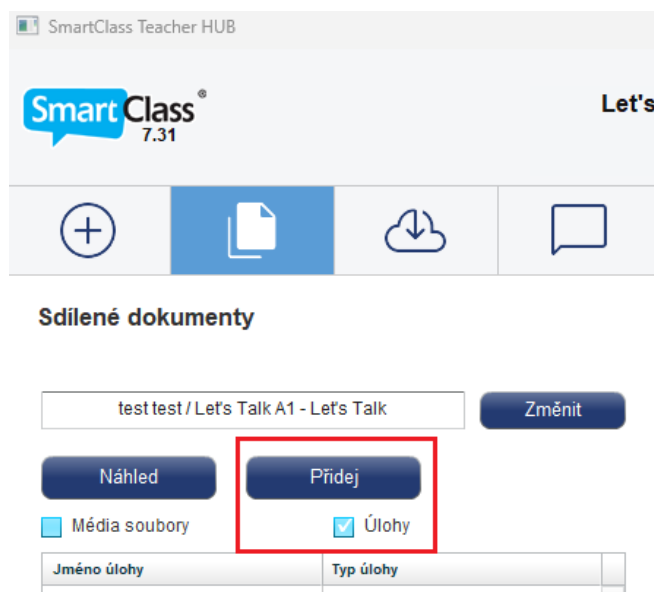 SmartClass Teacher HUB
SmartClass®
7.31
Let's
Sdílené dokumenty
test test / Let's Talk A1 - Let's Talk
Změnit
Náhled
Přidej
Média soubory
Úlohy
Jméno úlohy
Typ úlohy